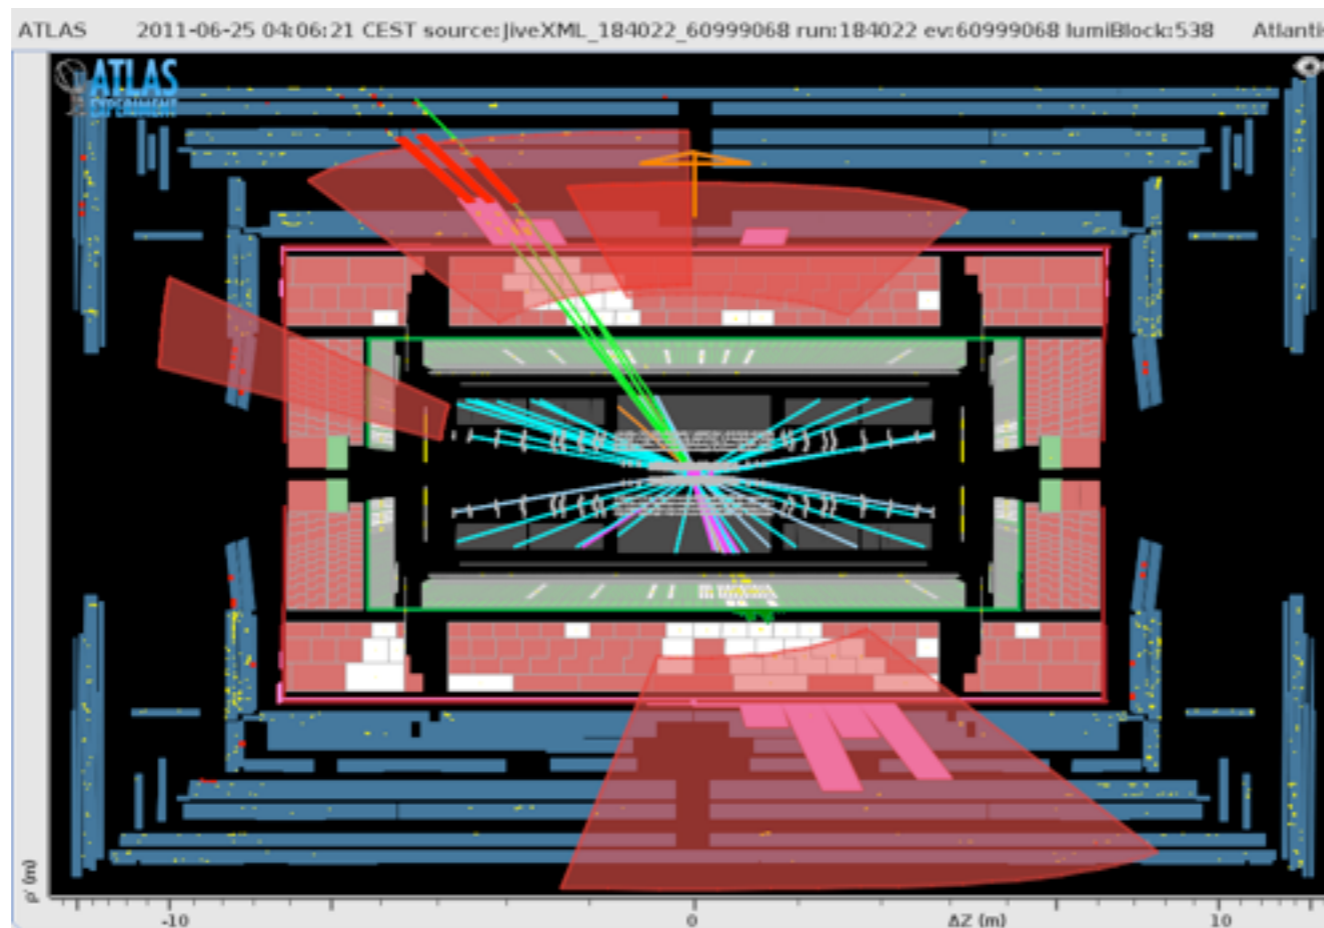 ATLAS 2011-06-25 04:06:21 CEST source:JiveXML_184022_60999068 run:184022 ev:60999068 lumiBlock:538 Atlantis
ATLAS
EXPERIMENT
ρ' (m)
-10 0 ΔZ (m) 10